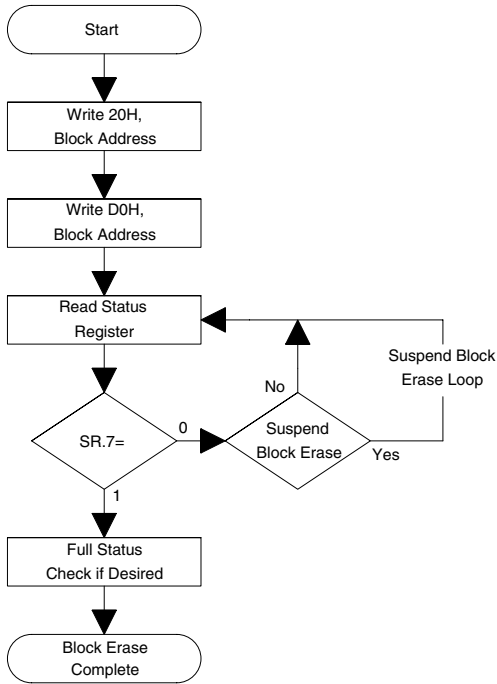 Start
Write 20H,
Block Address
Write D0H,
Block Address
Read Status
Register
Suspend Block
Erase Loop
No
SR.7=
0
Suspend
Block Erase
Yes
1
Full Status
Check if Desired
Block Erase
Complete